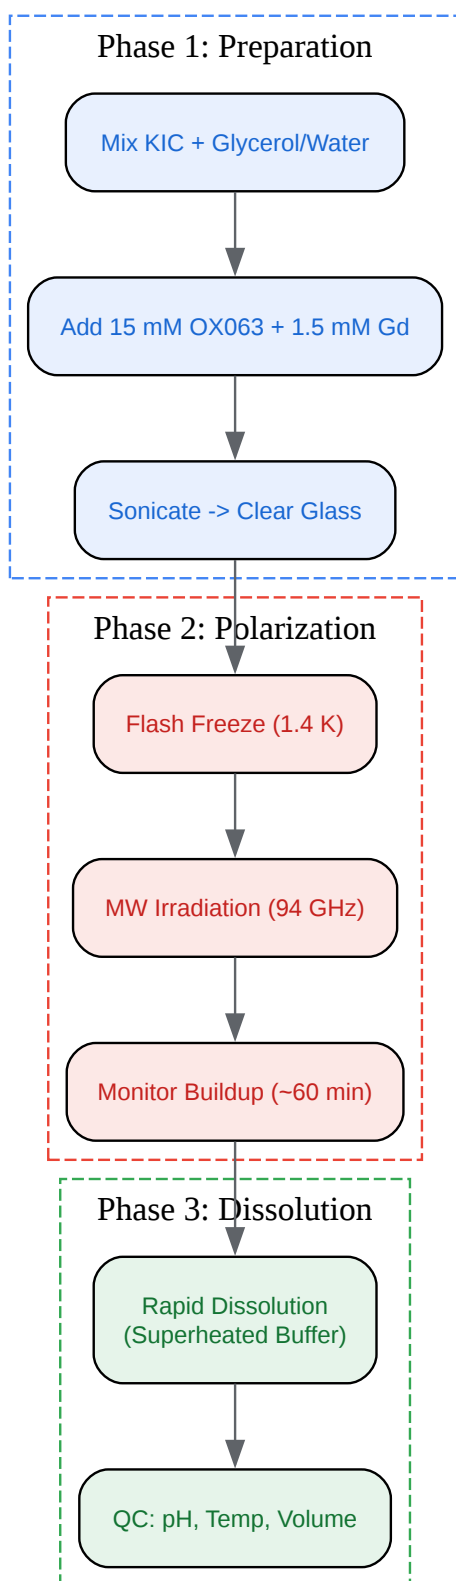 Phase 1: Preparation
Mix KIC + Glycerol/Water
Add 15 mM OX063 + 1.5 mM Gd
Sonicate -> Clear Glass
Phase 2: Polarization
Flash Freeze (1.4 K)
MW Irradiation (94 GHz)
Monitor Buildup (~60 min)
Phase 3: Dissolution
Rapid Dissolution
(Superheated Buffer)
QC: pH, Temp, Volume